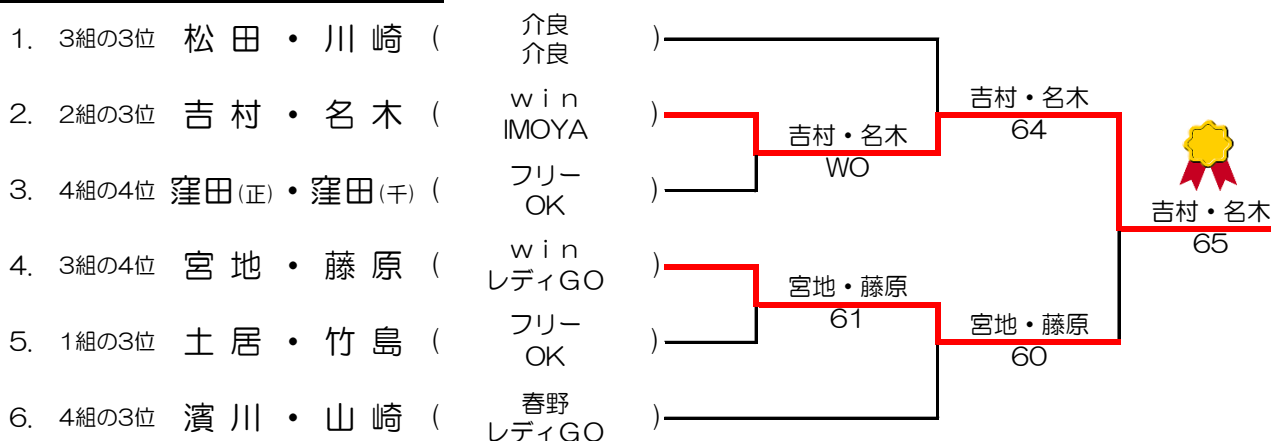 1. 3組の3位 松田・川崎 ( 介良 介良 )
2. 2組の3位 吉村・名木 ( ｗｉｎ IMOYA )
3. 4組の4位 窪田(正)・窪田(千) ( フリー OK )
4. 3組の4位 宮地・藤原 ( ｗｉｎ レディGO )
5. 1組の3位 土居・竹島 ( フリー OK )
6. 4組の3位 濱川・山崎 ( 春野 レディGO )
吉村・名木
WO
宮地・藤原
61
吉村・名木
64
宮地・藤原
60
吉村・名木
65